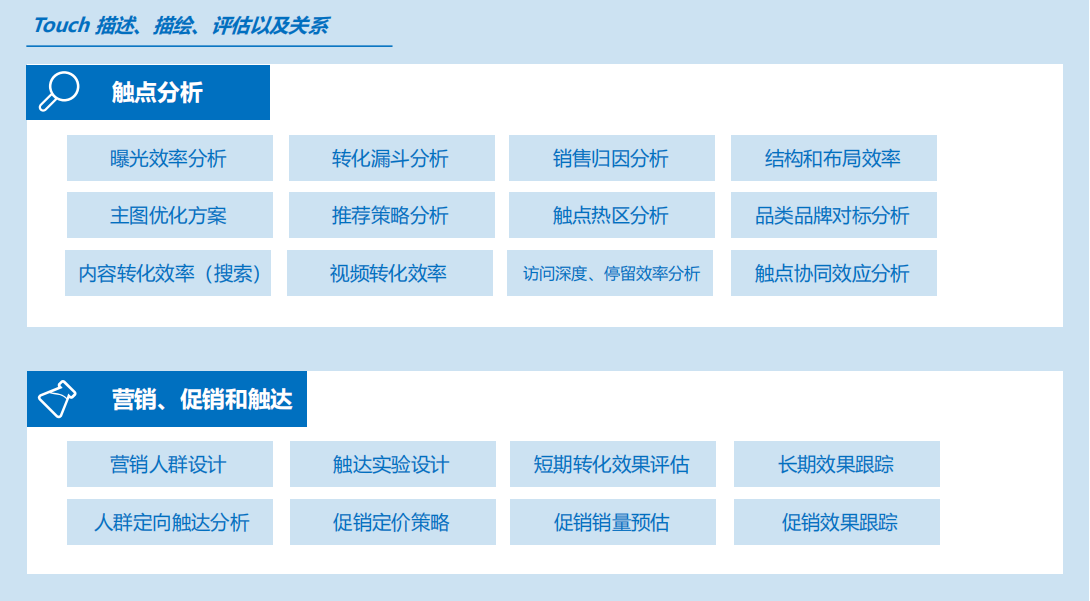 Touch 描述、描绘、评估以及关系
触点分析
曝光效率分析 转化漏斗分析 销售归因分析 结构和布局效率
主图优化方案 推荐策略分析 触点热区分析 品类品牌对标分析
内容转化效率（搜索） 视频转化效率 访问深度、停留效率分析 触点协同效应分析
营销、促销和触达
营销人群设计 触达实验设计 短期转化效果评估 长期效果跟踪
人群定向触达分析 促销定价策略 促销销量预估 促销效果跟踪